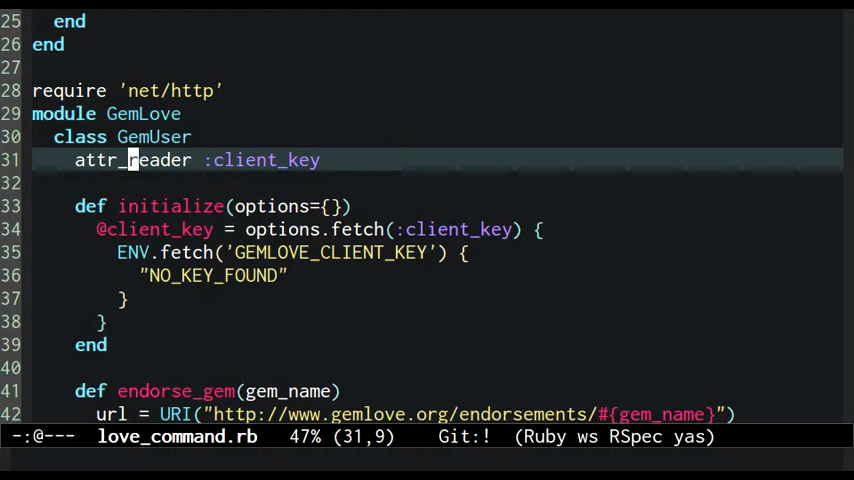 25     end
26 end
27
28 require 'net/http'
29 module GemLove
30   class GemUser
31     attr_reader :client_key
32
33     def initialize(options={})
34       @client_key = options.fetch(:client_key) {
35         ENV.fetch('GEMLOVE_CLIENT_KEY') {
36           "NO_KEY_FOUND"
37         }
38       }
39     end
40
41     def endorse_gem(gem_name)
42       url = URI("http://www.gemlove.org/endorsements/#{gem_name}")
-:@---  love_command.rb   47% (31,9)    Git:!  (Ruby ws RSpec yas)